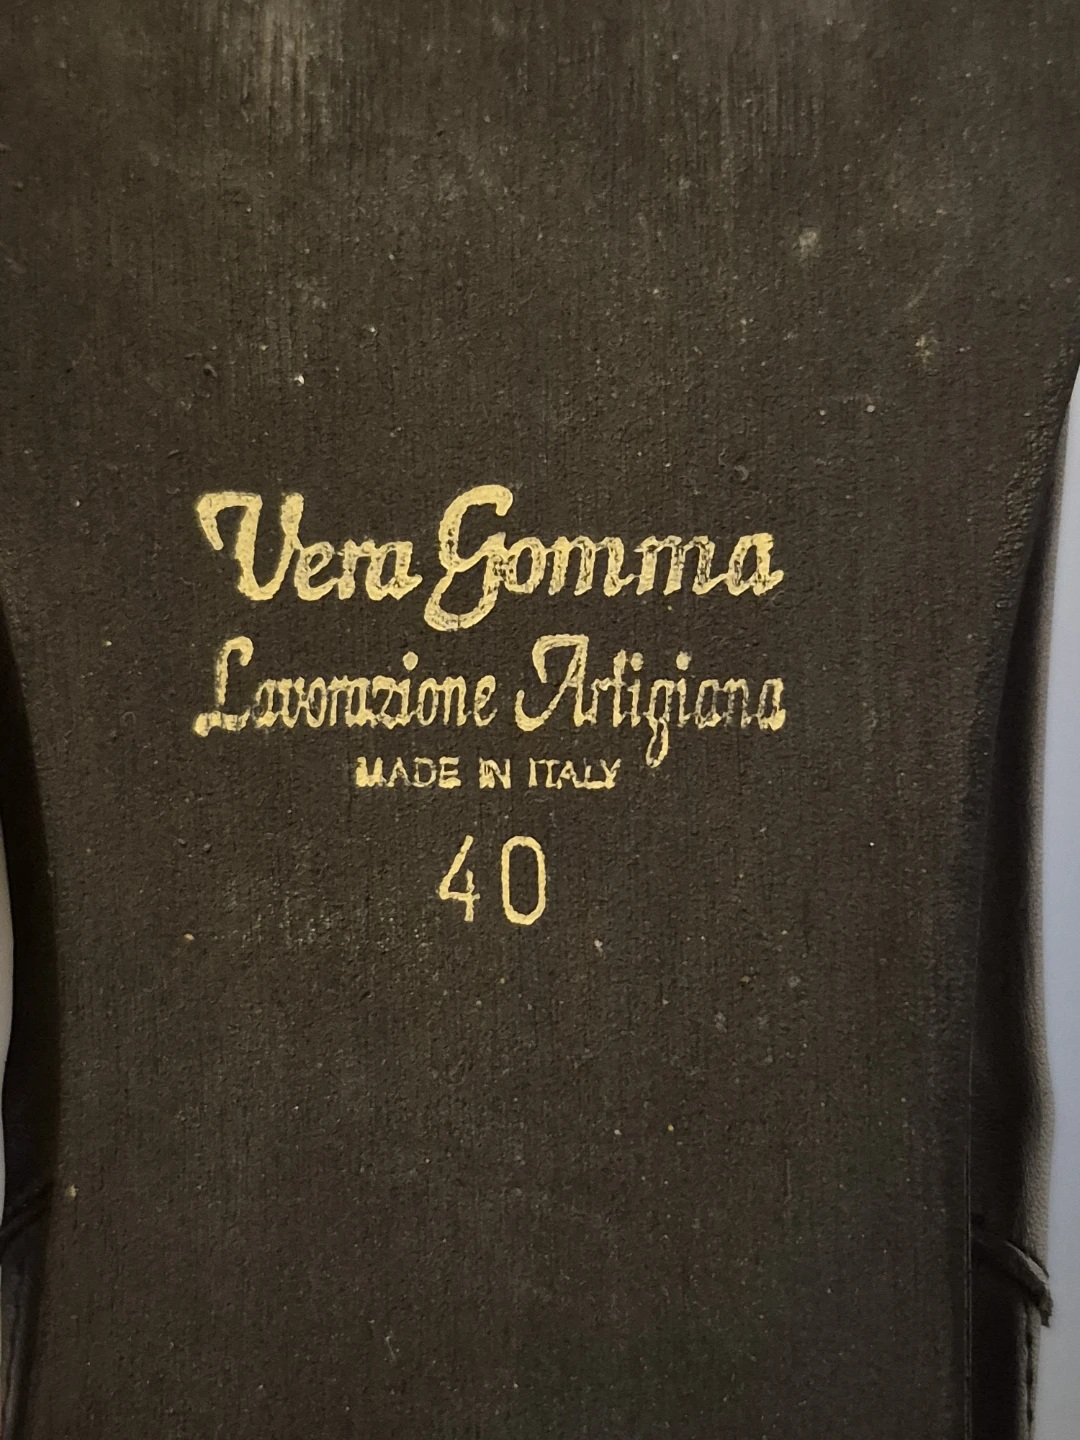 Vera Gomma
Lavorazione Artigiana
MADE IN ITALY
40